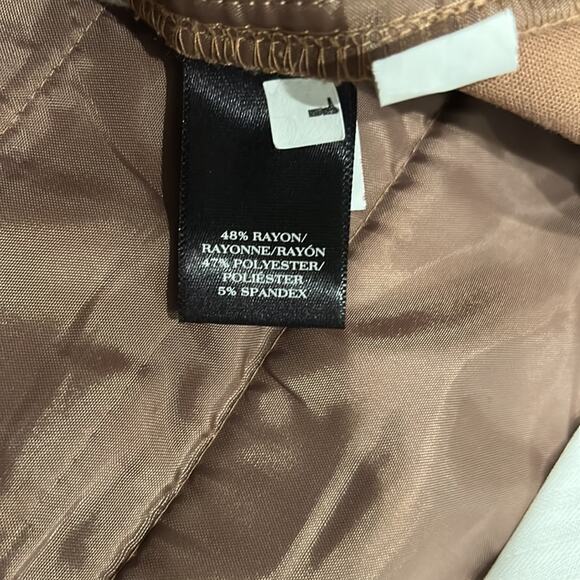 48% RAYON/
RAYONNE/RAYÓN
47% POLYESTER/
POLIÉSTER
5% SPANDEX